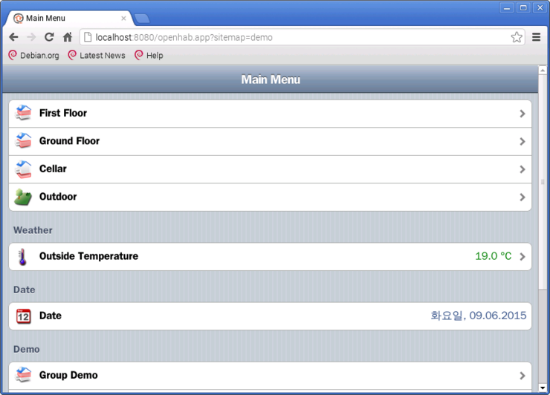 Main Menu
localhost:8080/openhab.app?sitemap=demo
Debian.org Latest News Help
Main Menu
First Floor
Ground Floor
Cellar
Outdoor
Weather
Outside Temperature 19.0 °C
Date
12 Date 화요일, 09.06.2015
Demo
Group Demo